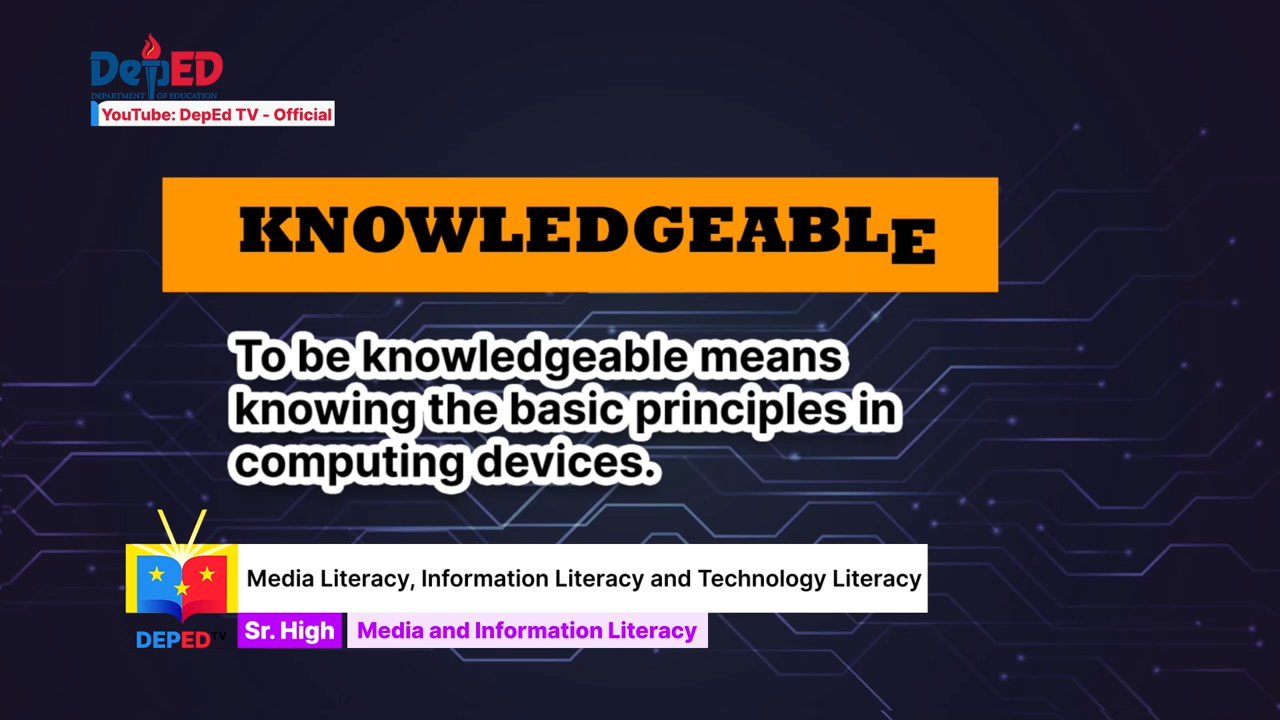 DepED
DEPARTMENT OF EDUCATION
YouTube: DepEd TV - Official
KNOWLEDGEABLE
To be knowledgeable means
knowing the basic principles in
computing devices.
Media Literacy, Information Literacy and Technology Literacy
DEPED TV
Sr. High
Media and Information Literacy